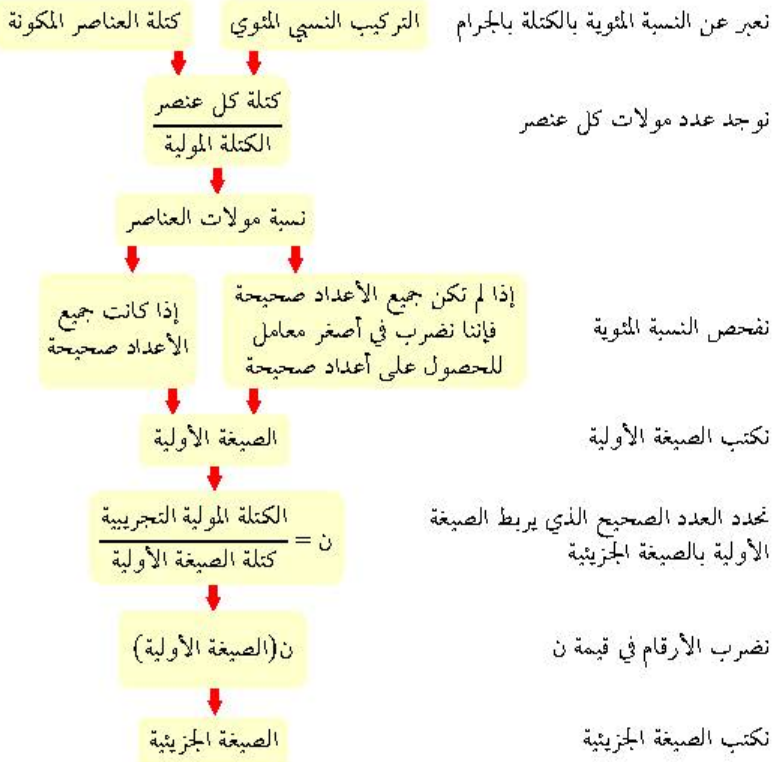 نعبر عن النسبة المئوية بالكتلة بالجرام
التركيب النسبي المئوي
كتلة العناصر المكونة
نوجد عدد مولات كل عنصر
كتلة كل عنصر
الكتلة المولية
نسبة مولات العناصر
نفحص النسبة المئوية
إذا لم تكن جميع الأعداد صحيحة
فإننا نضرب في أصغر معامل
للحصول على أعداد صحيحة
إذا كانت جميع
الأعداد صحيحة
نكتب الصيغة الأولية
الصيغة الأولية
نحدد العدد الصحيح الذي يربط الصيغة
الأولية بالصيغة الجزيئية
ن = الكتلة المولية التجريبية
كتلة الصيغة الأولية
نضرب الأرقام في قيمة ن
ن(الصيغة الأولية)
نكتب الصيغة الجزيئية
الصيغة الجزيئية